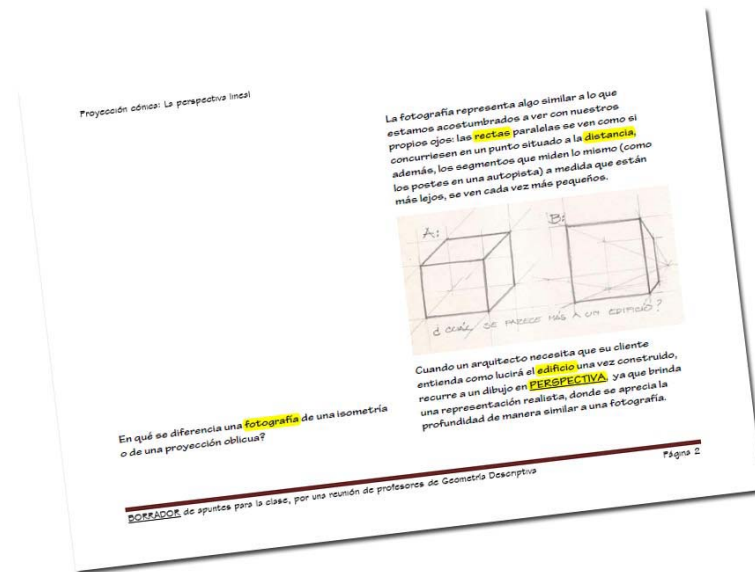 Proyección cónica: La perspectiva lineal
En qué se diferencia una fotografía de una isometría
o de una proyección oblicua?
La fotografía representa algo similar a lo que
estamos acostumbrados a ver con nuestros
propios ojos: las rectas paralelas se ven como si
concurriesen en un punto situado a la distancia,
además, los segmentos que miden lo mismo (como
los postes en una autopista) a medida que están
más lejos, se ven cada vez más pequeños.
A:
B:
¿ CUÁL SE PARECE MÁS A UN EDIFICIO ?
Cuando un arquitecto necesita que su cliente
entienda como lucirá el edificio una vez construido,
recurre a un dibujo en PERSPECTIVA, ya que brinda
una representación realista, donde se aprecia la
profundidad de manera similar a una fotografía.
BORRADOR de apuntes para la clase, por una reunión de profesores de Geometría Descriptiva
Página 2